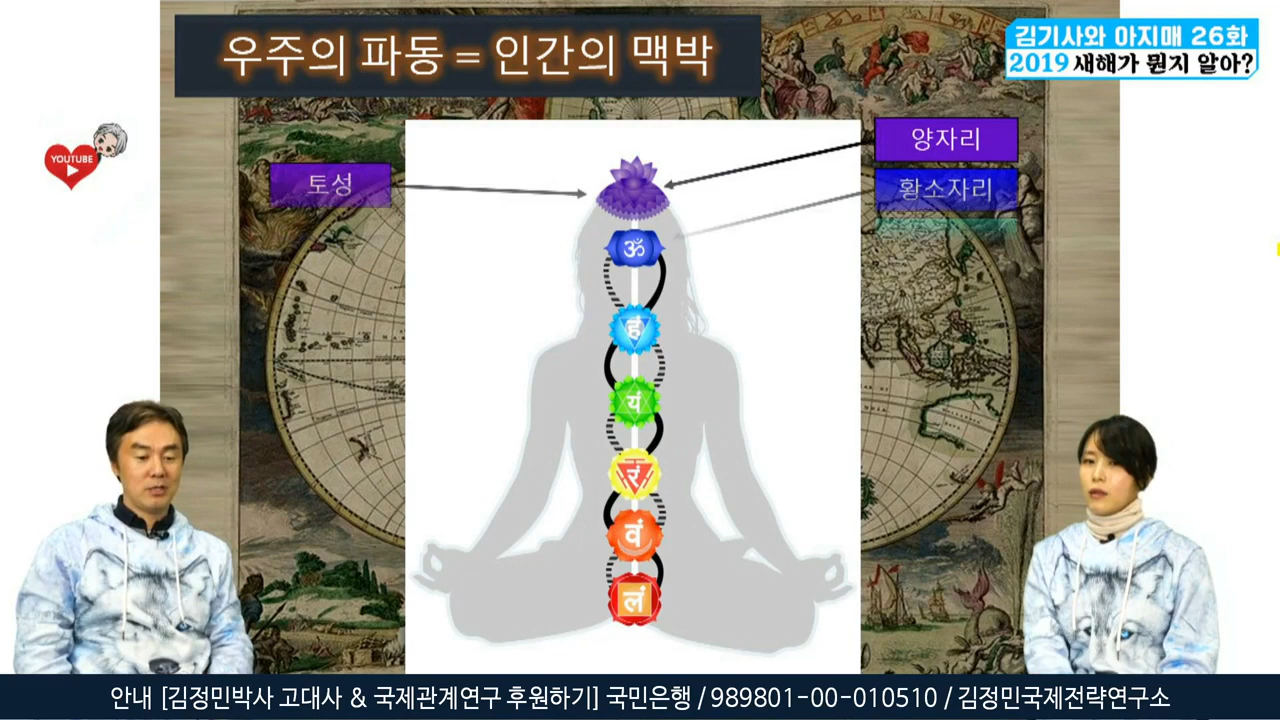 우주의 파동 = 인간의 맥박
김기사와 아지매 26화
2019 새해가 뭔지 알아?
YOUTUBE
토성
양자리
황소자리
ॐ
हं
यं
रं
वं
लं
안내 [김정민박사 고대사 & 국제관계연구 후원하기] 국민은행 / 989801-00-010510 / 김정민국제전략연구소